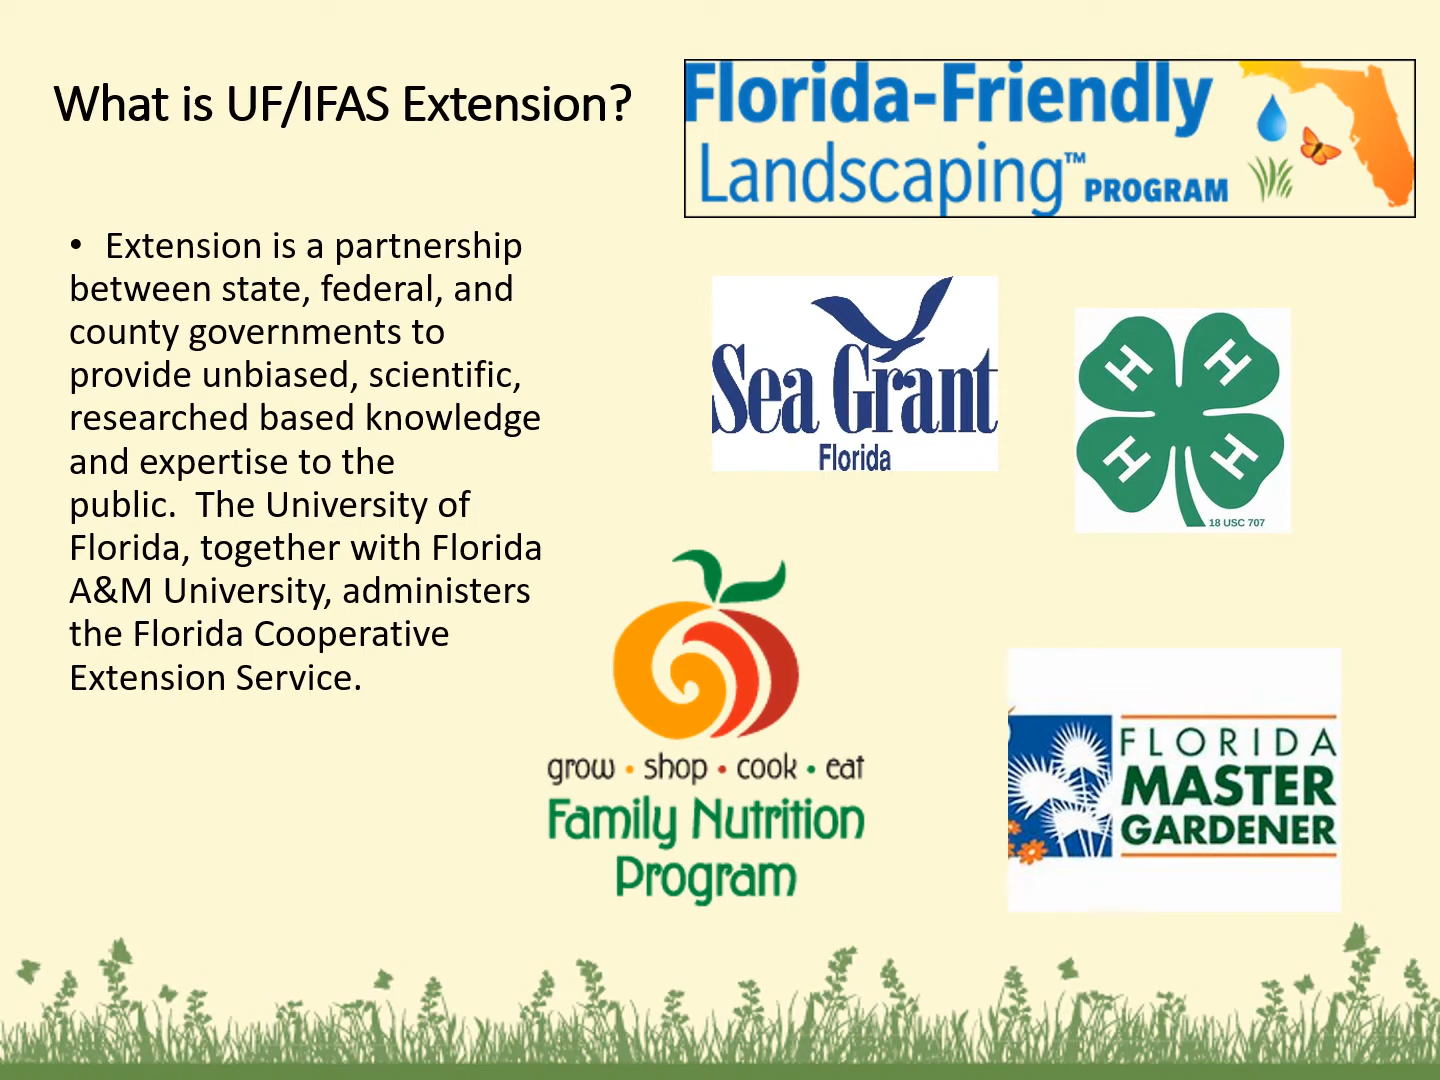 What is UF/IFAS Extension?
Florida-Friendly
Landscaping™ PROGRAM
• Extension is a partnership
between state, federal, and
county governments to
provide unbiased, scientific,
researched based knowledge
and expertise to the
public.  The University of
Florida, together with Florida
A&M University, administers
the Florida Cooperative
Extension Service.
Sea Grant
Florida
H H
H H
18 USC 707
grow • shop • cook • eat
Family Nutrition
Program
FLORIDA
MASTER
GARDENER